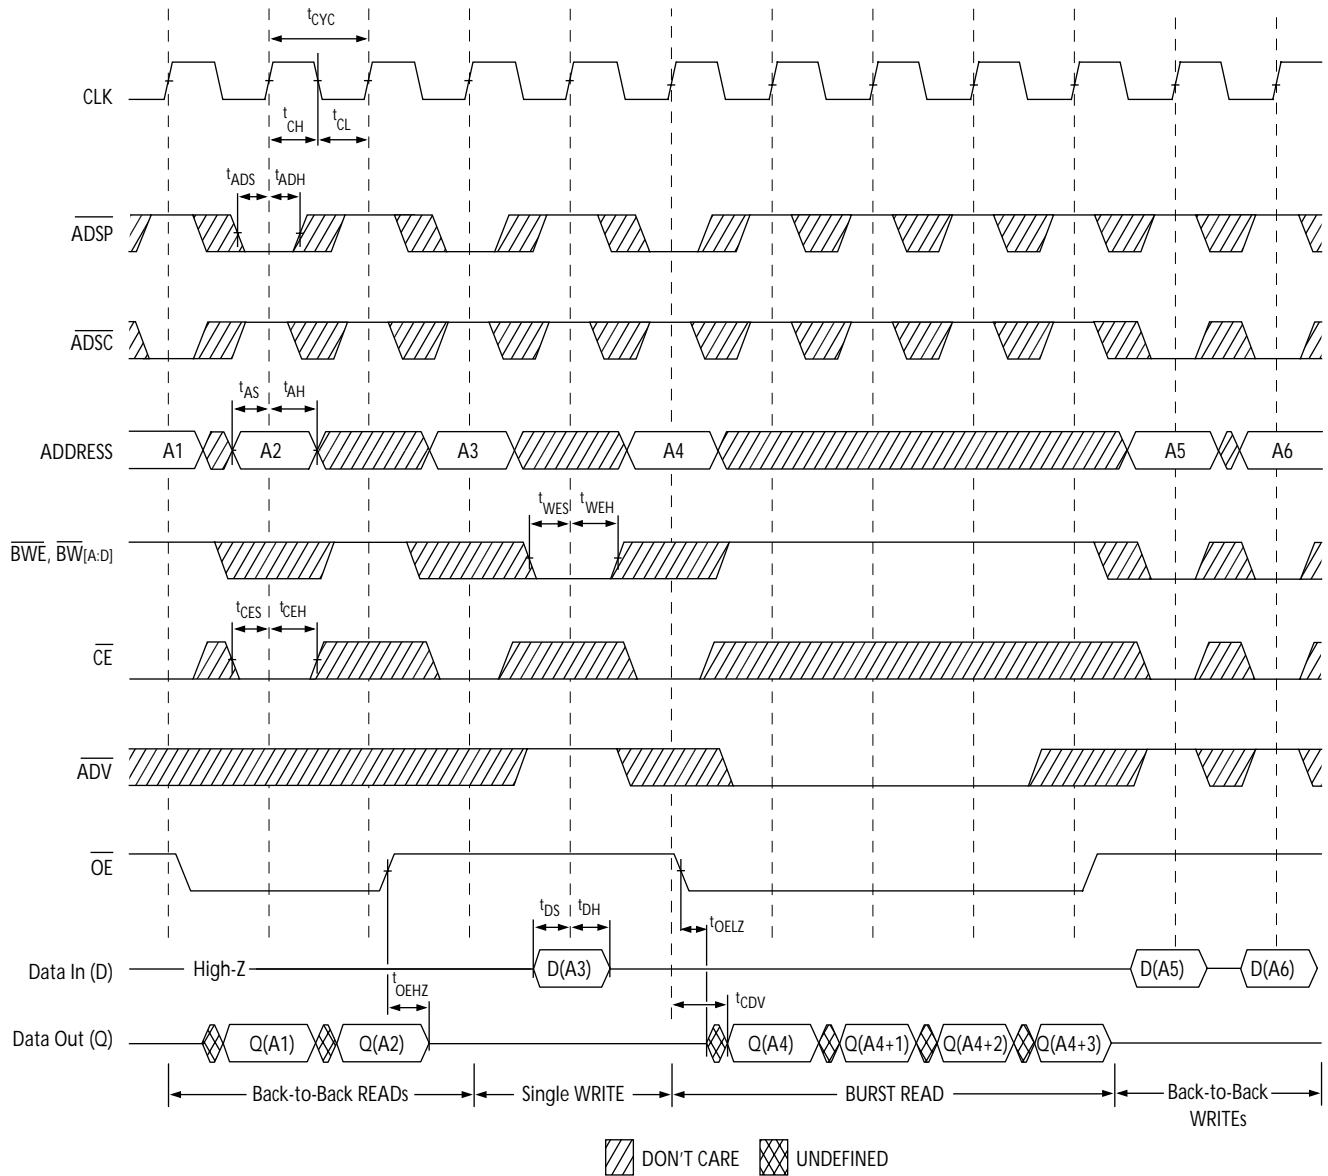 tCYC
CLK
tCH
tCL
tADS
tADH
ADSP
ADSC
tAS
tAH
ADDRESS
A1
A2
A3
A4
A5
A6
tWES
tWEH
BWE, BW[A:D]
tCES
tCEH
CE
ADV
OE
tDS
tDH
tOELZ
Data In (D)
High-Z
D(A3)
D(A5)
D(A6)
tOEHZ
tCDV
Data Out (Q)
Q(A1)
Q(A2)
Q(A4)
Q(A4+1)
Q(A4+2)
Q(A4+3)
Back-to-Back READs
Single WRITE
BURST READ
Back-to-Back
WRITEs
DON'T CARE
UNDEFINED